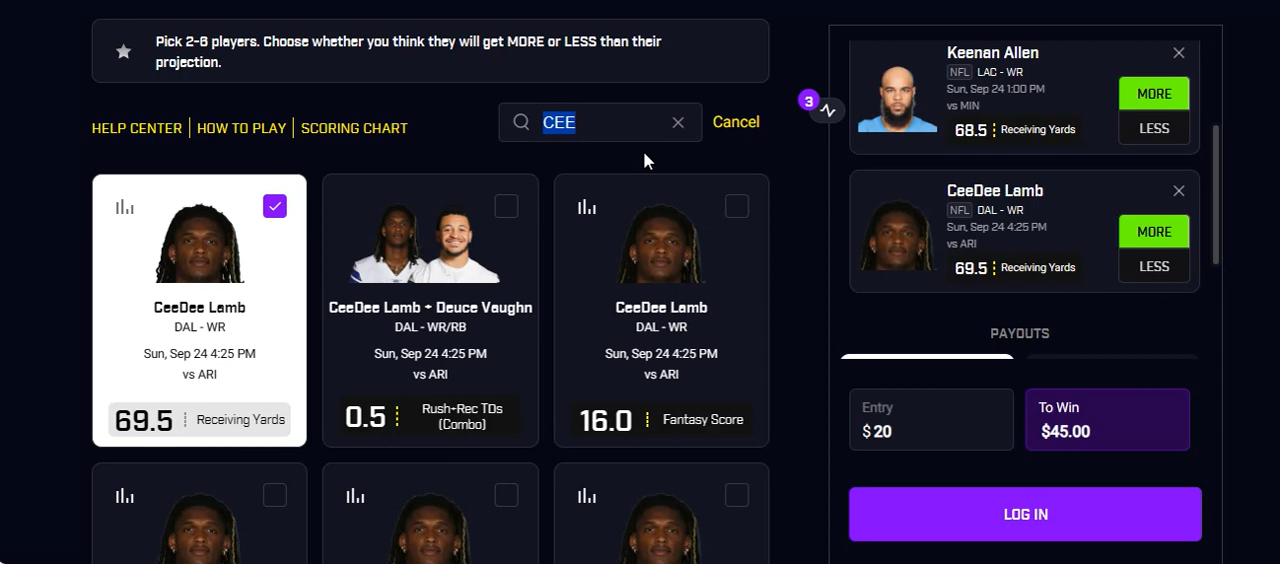 Pick 2-6 players. Choose whether you think they will get MORE or LESS than their
projection.
HELP CENTER
HOW TO PLAY
SCORING CHART
CEE
Cancel
CeeDee Lamb
DAL - WR
Sun, Sep 24 4:25 PM
vs ARI
69.5
Receiving Yards
CeeDee Lamb + Deuce Vaughn
DAL - WR/RB
Sun, Sep 24 4:25 PM
vs ARI
0.5
Rush+Rec TDs
(Combo)
CeeDee Lamb
DAL - WR
Sun, Sep 24 4:25 PM
vs ARI
16.0
Fantasy Score
3
Keenan Allen
NFL LAC - WR
Sun, Sep 24 1:00 PM
vs MIN
68.5 Receiving Yards
MORE
LESS
CeeDee Lamb
NFL DAL - WR
Sun, Sep 24 4:25 PM
vs ARI
69.5 Receiving Yards
MORE
LESS
PAYOUTS
Entry
$ 20
To Win
$45.00
LOG IN